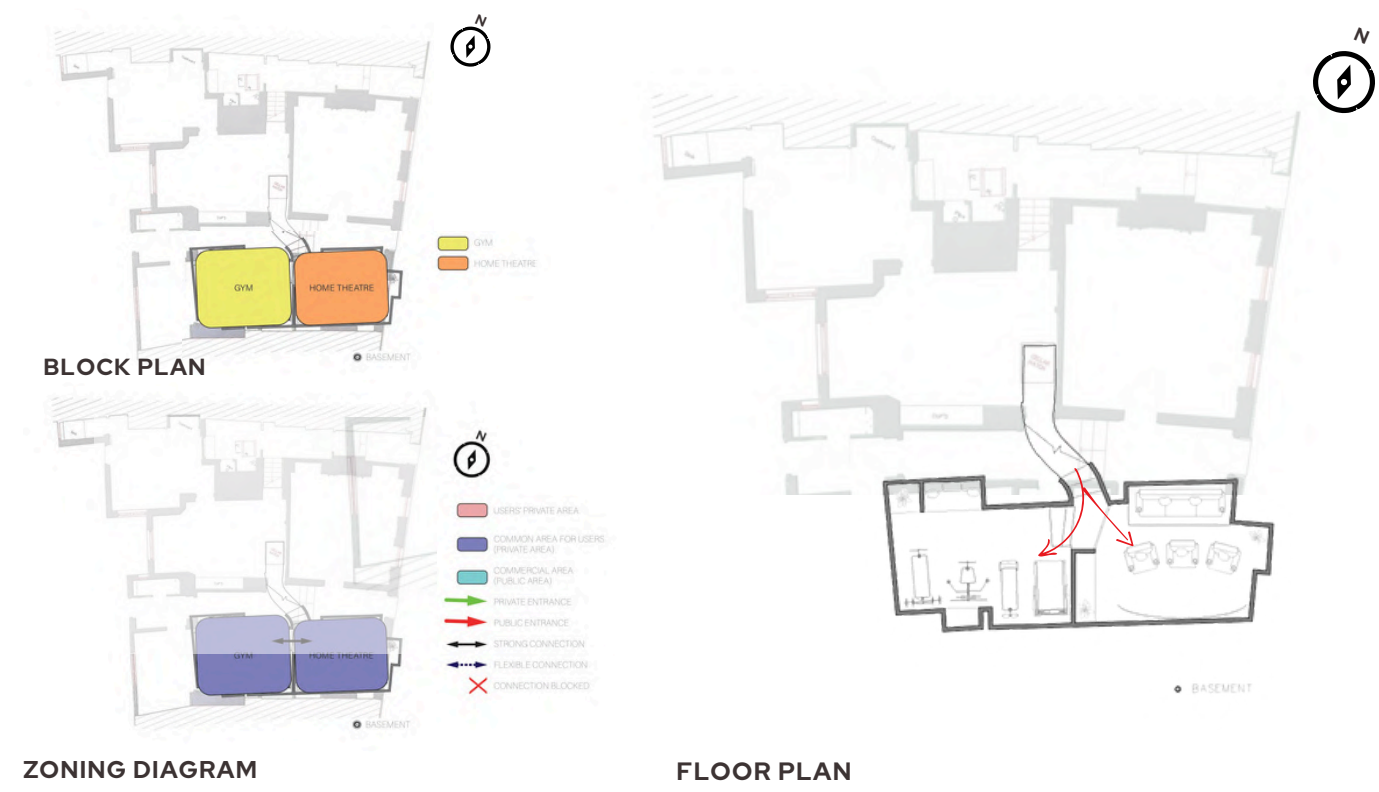 N
GYM
HOME THEATRE
GYM
HOME THEATRE
BASEMENT
BLOCK PLAN
N
USERS' PRIVATE AREA
COMMON AREA FOR USERS
(PRIVATE AREA)
COMMERCIAL AREA
(PUBLIC AREA)
PRIVATE ENTRANCE
PUBLIC ENTRANCE
STRONG CONNECTION
FLEXIBLE CONNECTION
CONNECTION BLOCKED
GYM
HOME THEATRE
BASEMENT
ZONING DIAGRAM
N
BASEMENT
FLOOR PLAN